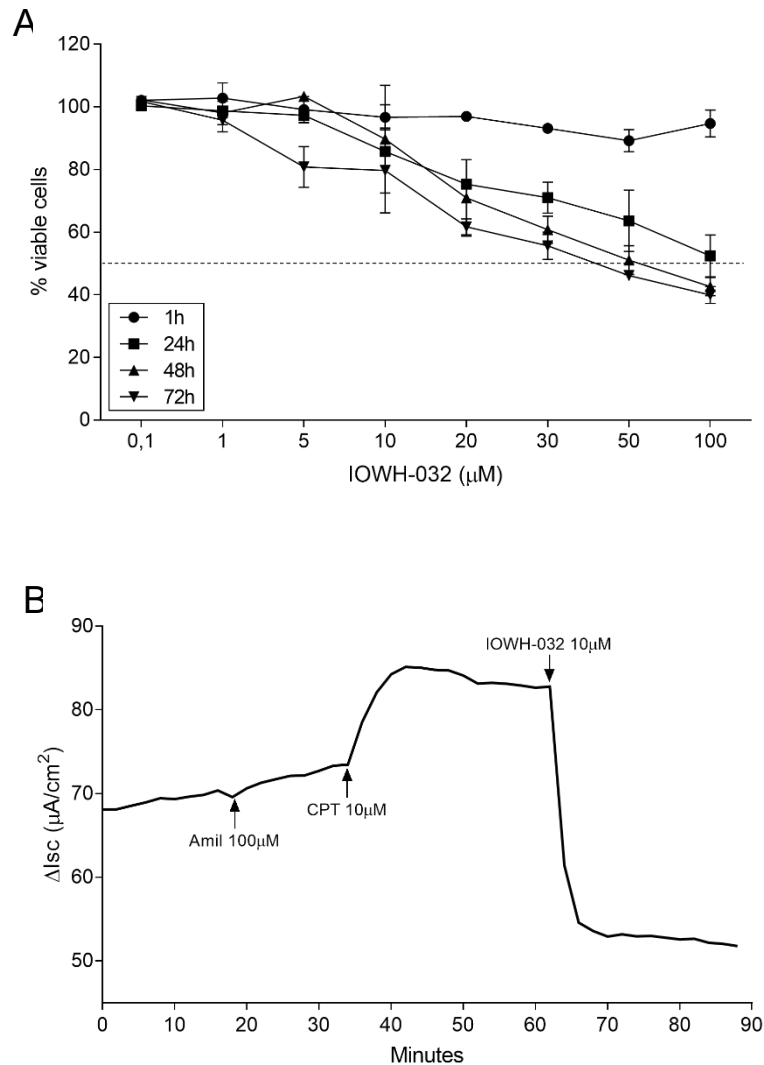 A
120
100
80
60
40
20
0
% viable cells
1h
24h
48h
72h
0,1 1 5 10 20 30 50 100
IOWH-032 (μM)
B
90
80
70
60
50
ΔIsc (μA/cm²)
IOWH-032 10μM
CPT 10μM
Amil 100μM
0 10 20 30 40 50 60 70 80 90
Minutes